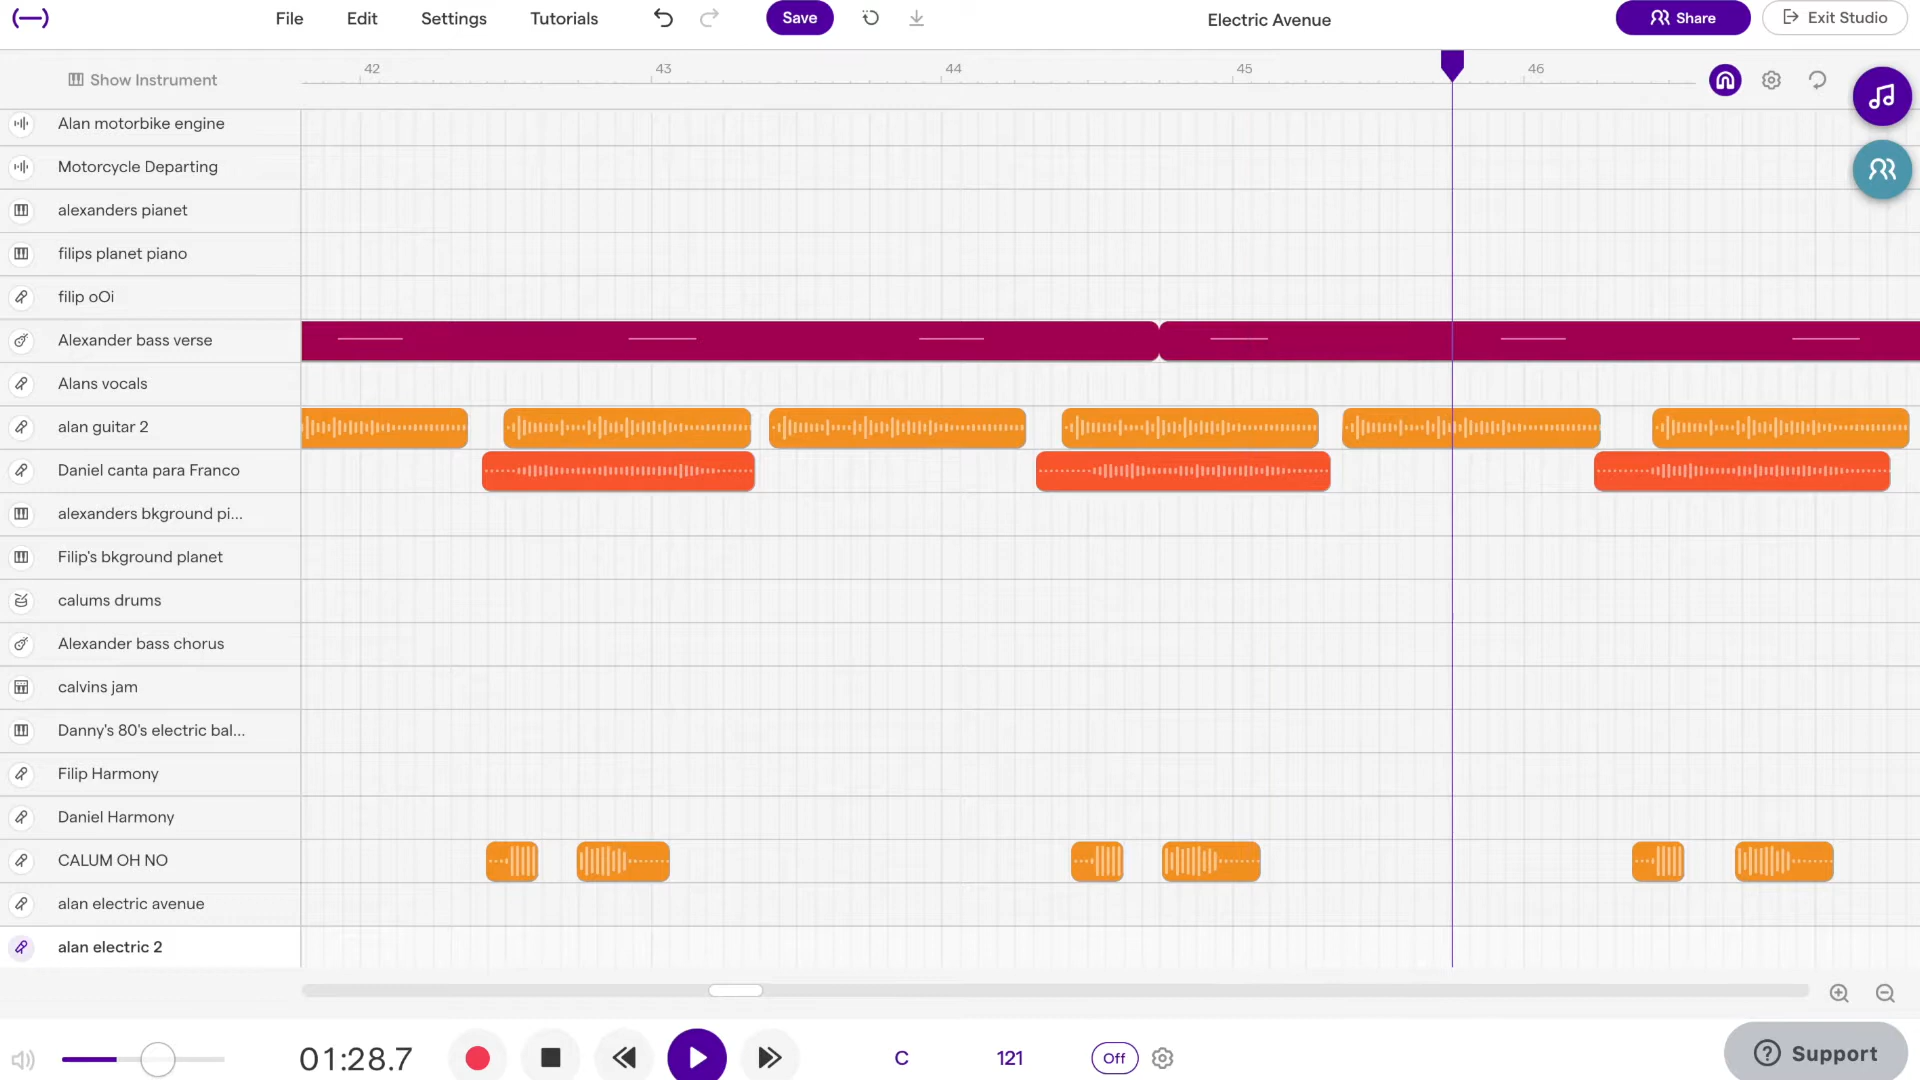 File Edit Settings Tutorials Save Electric Avenue Share Exit Studio
Show Instrument 42 43 44 45 46
Alan motorbike engine
Motorcycle Departing
alexanders pianet
filips planet piano
filip oOi
Alexander bass verse
Alans vocals
alan guitar 2
Daniel canta para Franco
alexanders bkground pi...
Filip's bkground planet
calums drums
Alexander bass chorus
calvins jam
Danny's 80's electric bal...
Filip Harmony
Daniel Harmony
CALUM OH NO
alan electric avenue
alan electric 2
01:28.7 C 121 Off Support